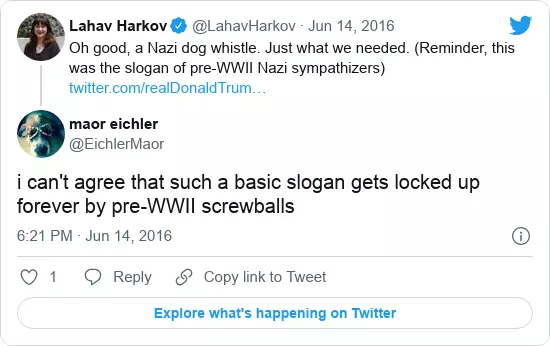 Lahav Harkov @LahavHarkov · Jun 14, 2016
Oh good, a Nazi dog whistle. Just what we needed. (Reminder, this
was the slogan of pre-WWII Nazi sympathizers)
twitter.com/realDonaldTrum…
maor eichler
@EichlerMaor
i can't agree that such a basic slogan gets locked up
forever by pre-WWII screwballs
6:21 PM · Jun 14, 2016
1 Reply Copy link to Tweet
Explore what's happening on Twitter